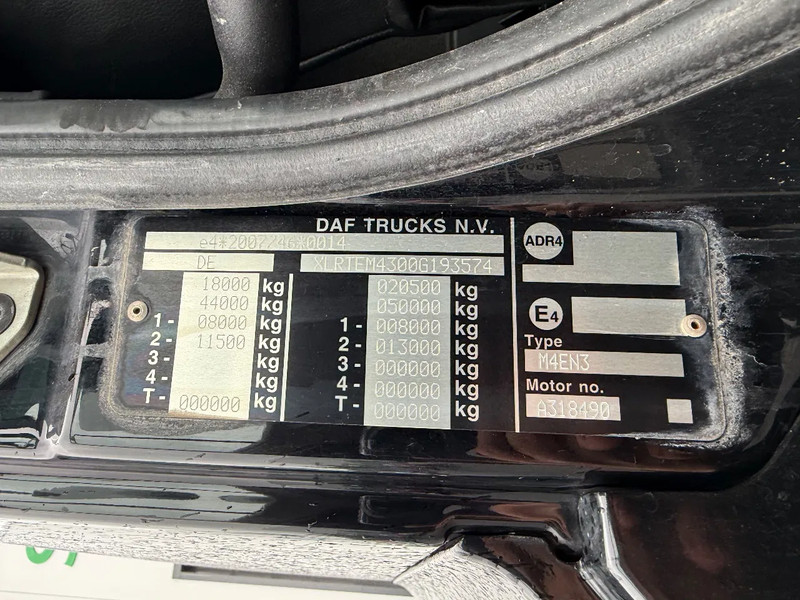 DAF TRUCKS N.V.
e4*2007/46*0014
DE XLRTEM4300G193574
18000 kg 020500 kg
44000 kg 050000 kg
1- 08000 kg 1- 008000 kg
2- 11500 kg 2- 013000 kg
3- kg 3- 000000 kg
4- kg 4- 000000 kg
T- 000000 kg T- 000000 kg
ADR4
E4
Type
M4EN3
Motor no.
A318490